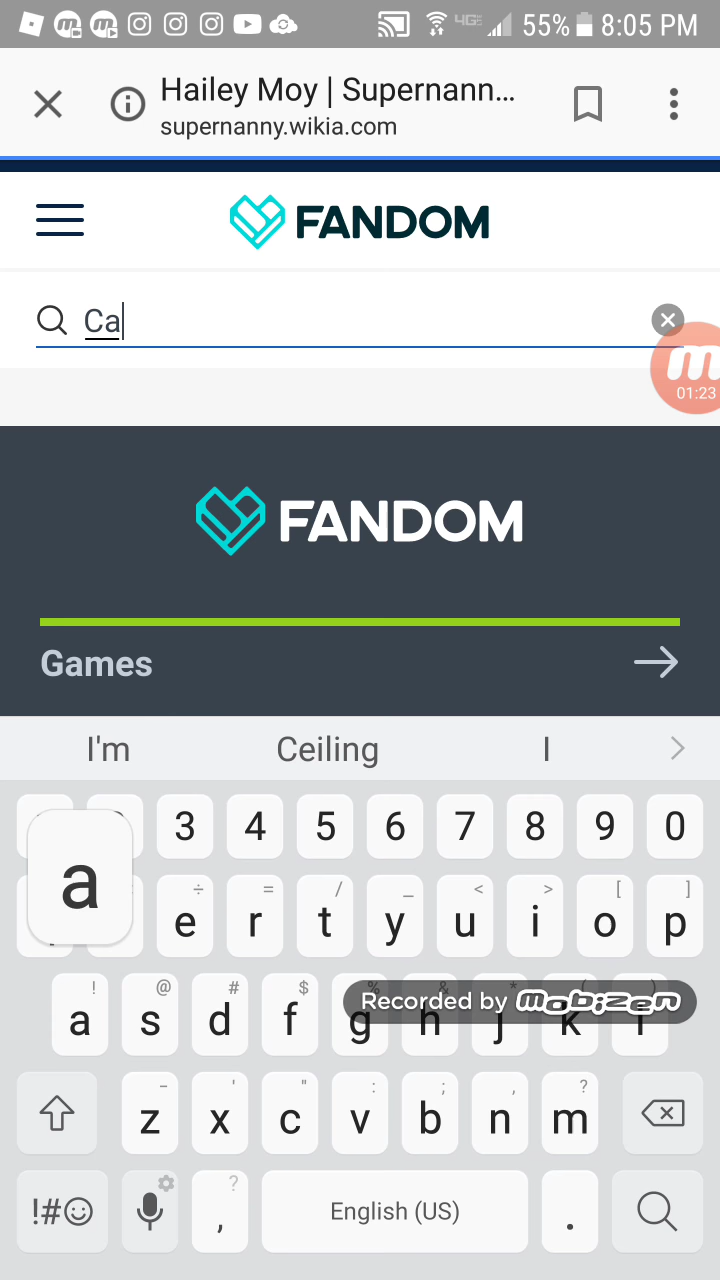 4GE 55% 8:05 PM
Hailey Moy | Supernann...
supernanny.wikia.com
FANDOM
Ca
m
01:23
FANDOM
Games
I'm Ceiling I
3 4 5 6 7 8 9 0
a
e r t y u i o p
÷ = / _ < > [ ]
! @ # $ % & * ( )
Recorded by mobizen
a s d f g h j k l
- ' " : ; , ?
z x c v b n m
!#☺ , ? English (US) .